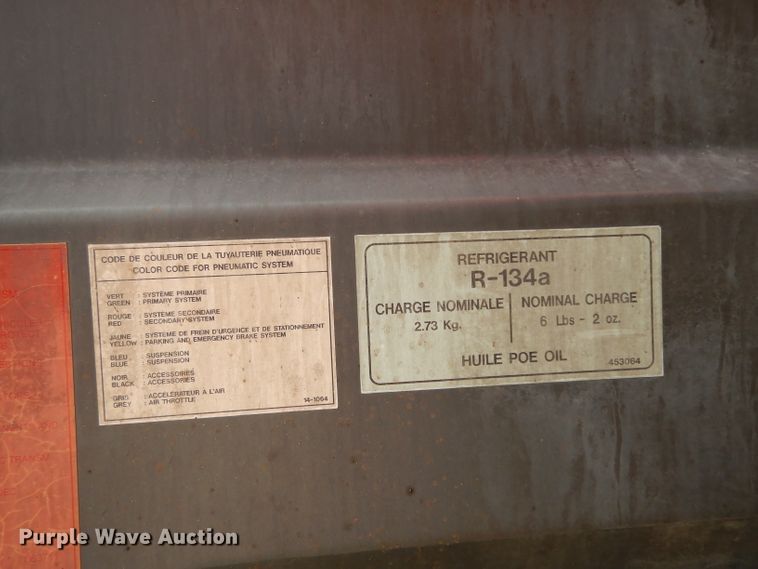 CODE DE COULEUR DE LA TUYAUTERIE PNEUMATIQUE
COLOR CODE FOR PNEUMATIC SYSTEM
VERT : SYSTÈME PRIMAIRE
GREEN : PRIMARY SYSTEM
ROUGE : SYSTÈME SECONDAIRE
RED : SECONDARY SYSTEM
JAUNE : SYSTÈME DE FREIN D'URGENCE ET DE STATIONNEMENT
YELLOW : PARKING AND EMERGENCY BRAKE SYSTEM
BLEU : SUSPENSION
BLUE : SUSPENSION
NOIR : ACCESSOIRES
BLACK : ACCESSORIES
GRIS : ACCÉLÉRATEUR À L'AIR
GREY : AIR THROTTLE
14-1064
REFRIGERANT
R-134a
CHARGE NOMINALE
2.73 Kg.
NOMINAL CHARGE
6 Lbs - 2 oz.
HUILE POE OIL
453064
TRANSM
Purple Wave Auction